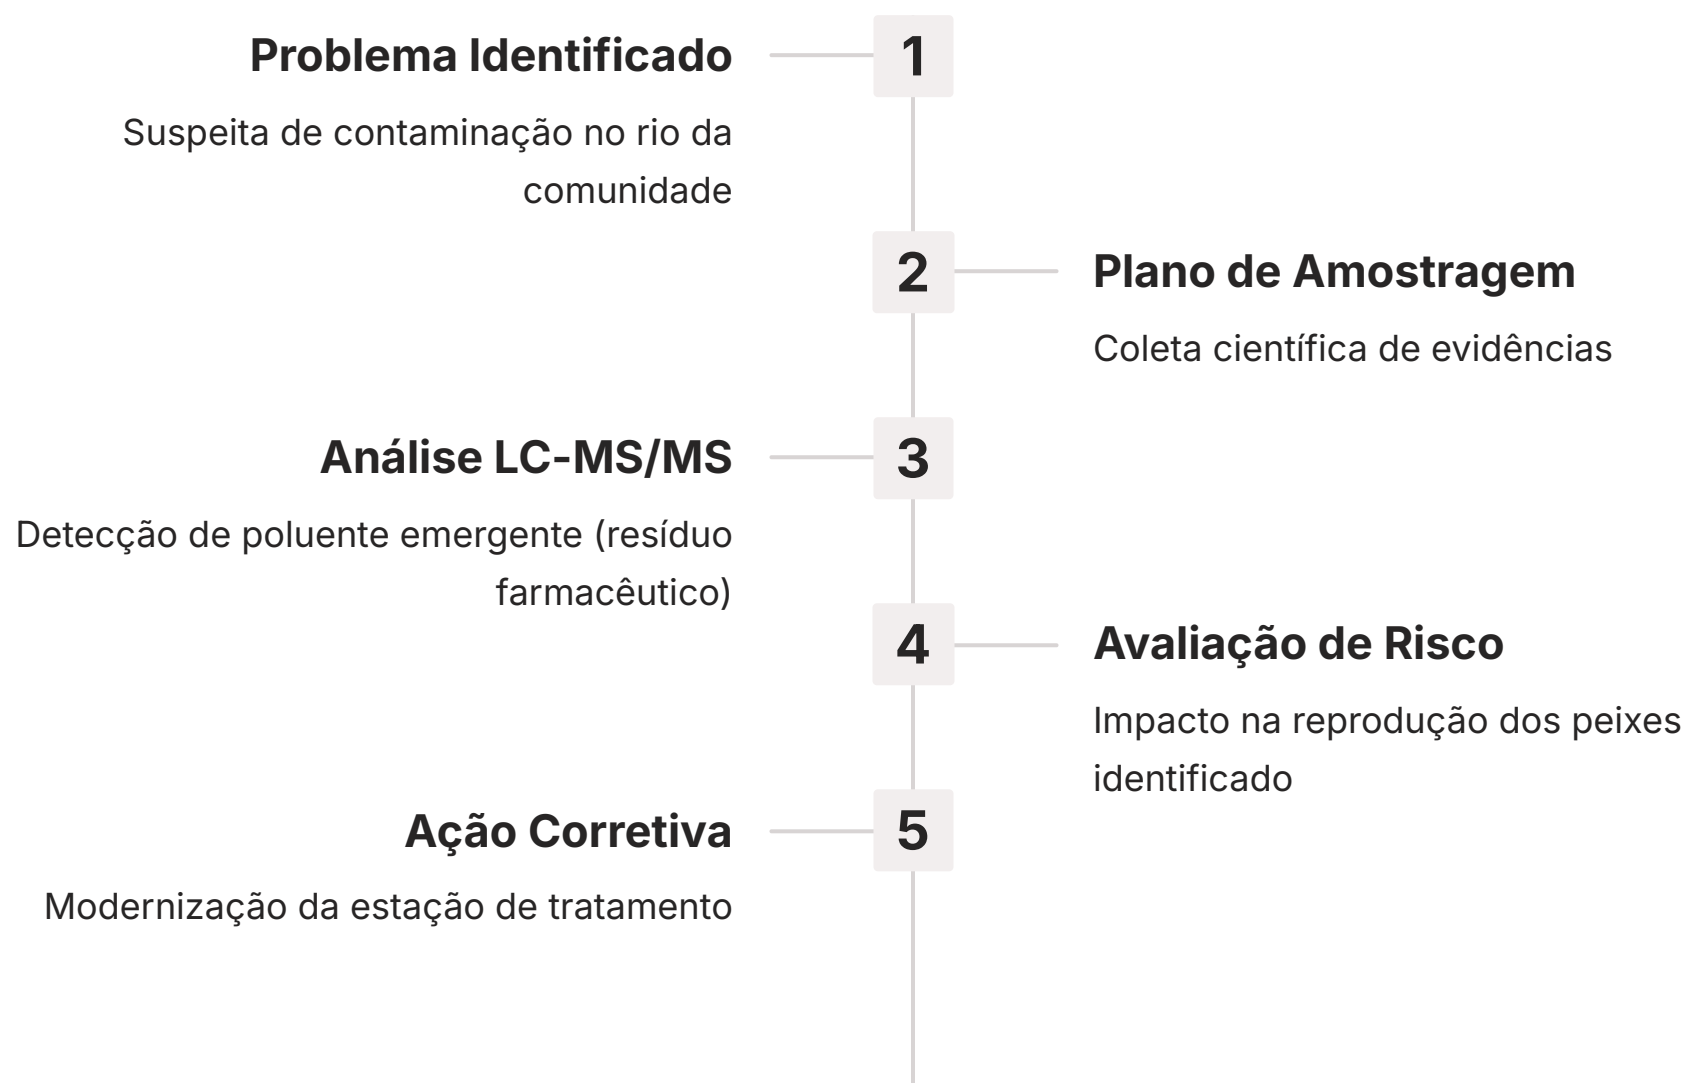 1
Problema Identificado
Suspeita de contaminação no rio da
comunidade
2
Plano de Amostragem
Coleta científica de evidências
3
Análise LC-MS/MS
Detecção de poluente emergente (resíduo
farmacêutico)
4
Avaliação de Risco
Impacto na reprodução dos peixes
identificado
5
Ação Corretiva
Modernização da estação de tratamento